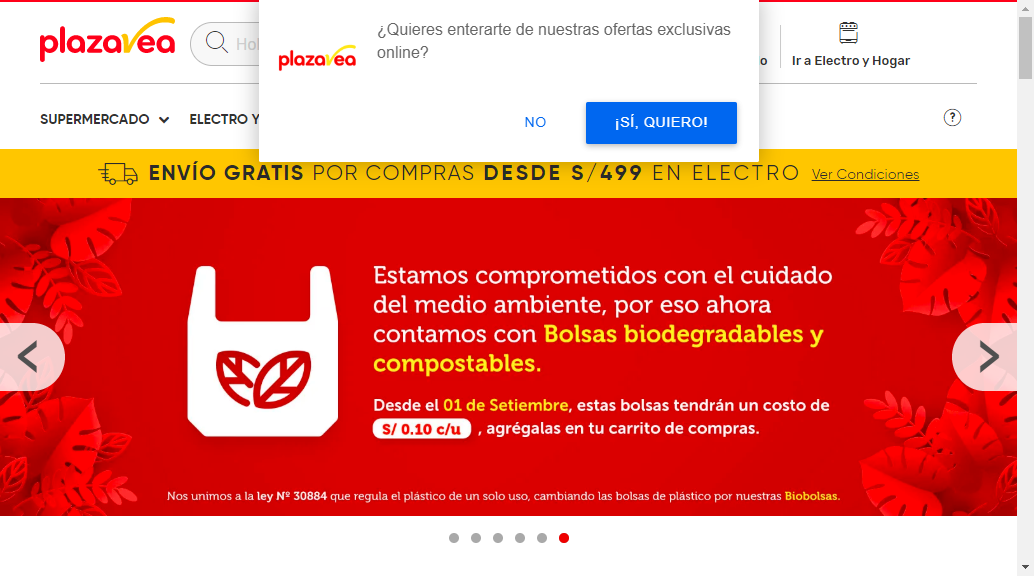 plazavea
¿Quieres enterarte de nuestras ofertas exclusivas
online?
plazavea
NO
¡SÍ, QUIERO!
Ir a Electro y Hogar
SUPERMERCADO
ELECTRO Y
?
ENVÍO GRATIS POR COMPRAS DESDE S/499 EN ELECTRO Ver Condiciones
Estamos comprometidos con el cuidado
del medio ambiente, por eso ahora
contamos con Bolsas biodegradables y
compostables.
Desde el 01 de Setiembre, estas bolsas tendrán un costo de
S/ 0.10 c/u , agrégalas en tu carrito de compras.
Nos unimos a la ley Nº 30884 que regula el plástico de un solo uso, cambiando las bolsas de plástico por nuestras Biobolsas.